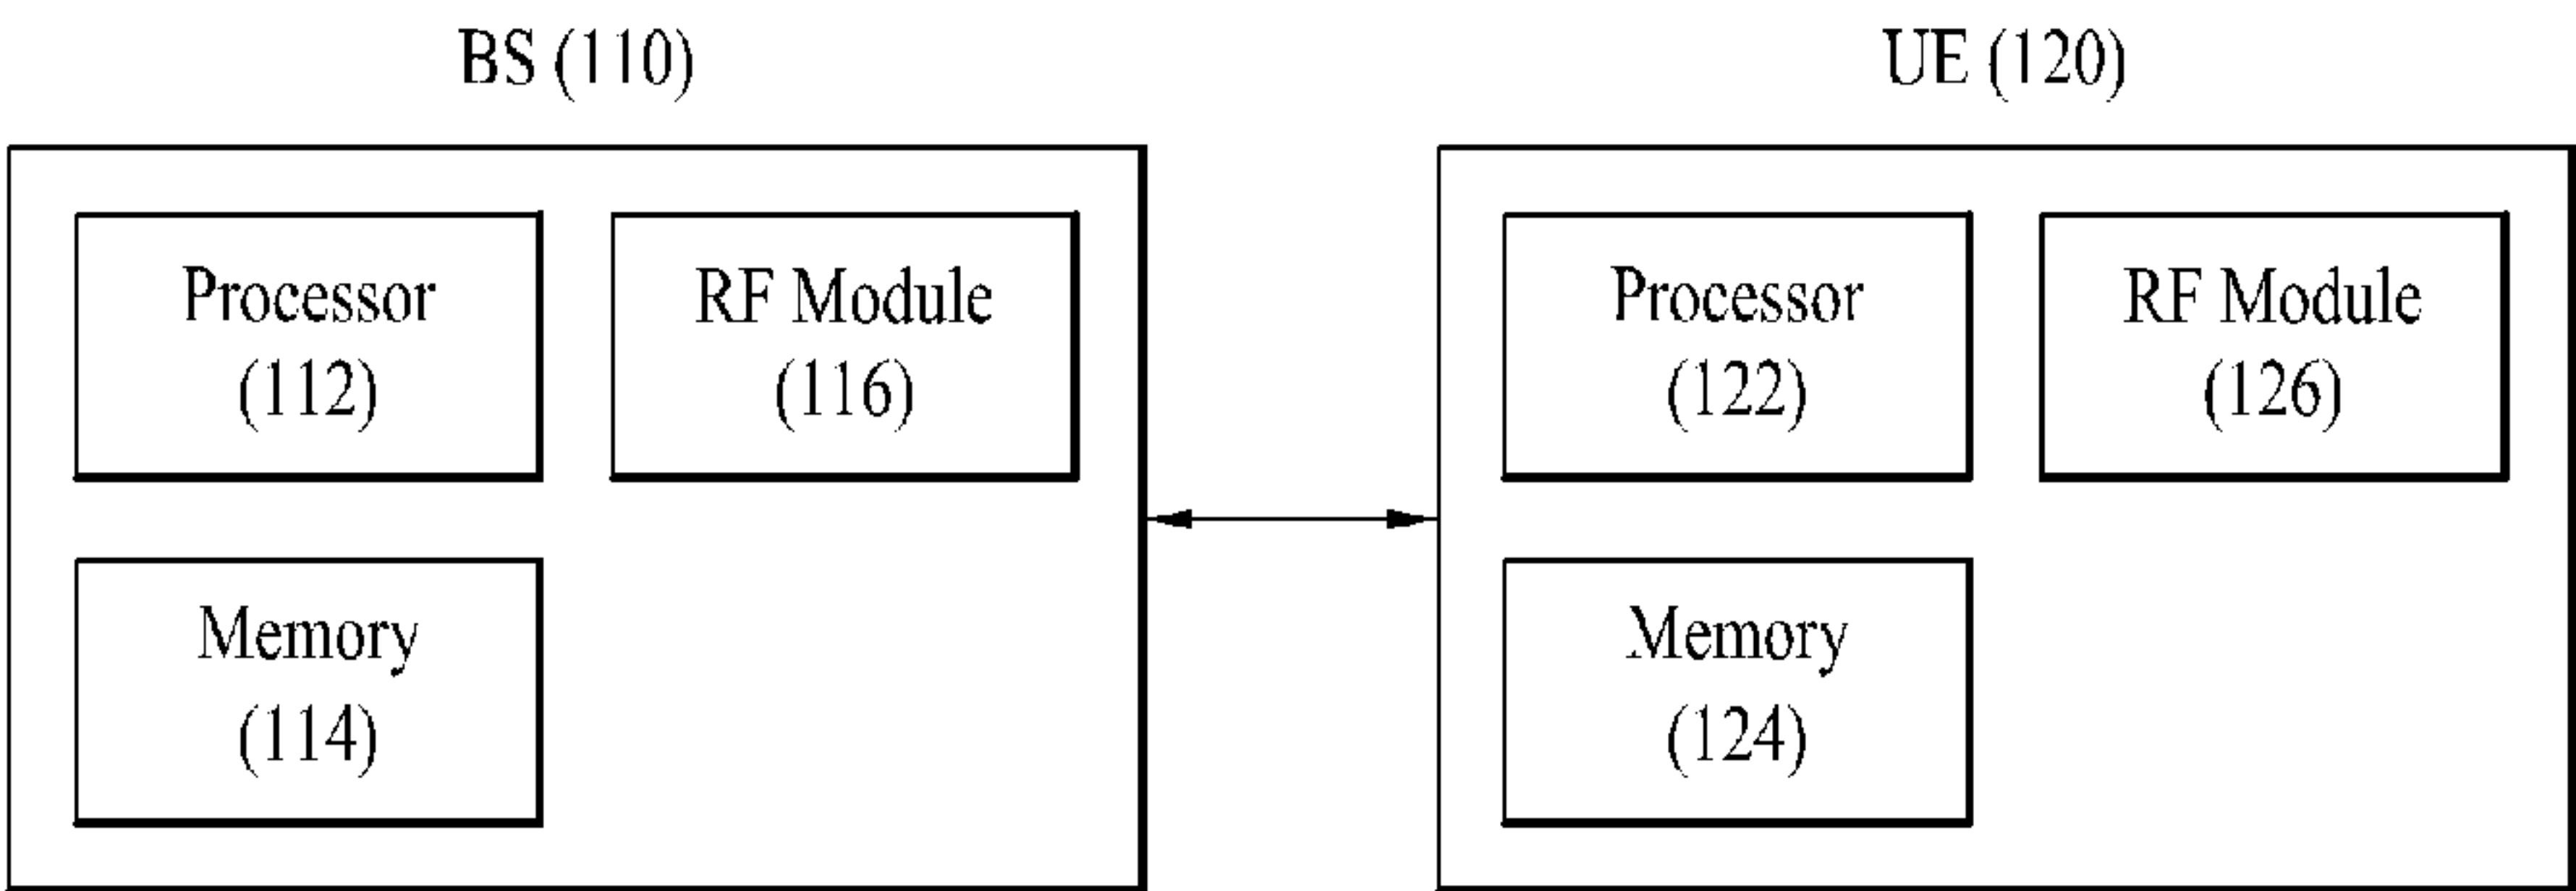 BS (110)
Processor
(112)
RF Module
(116)
Memory
(114)
UE (120)
Processor
(122)
RF Module
(126)
Memory
(124)